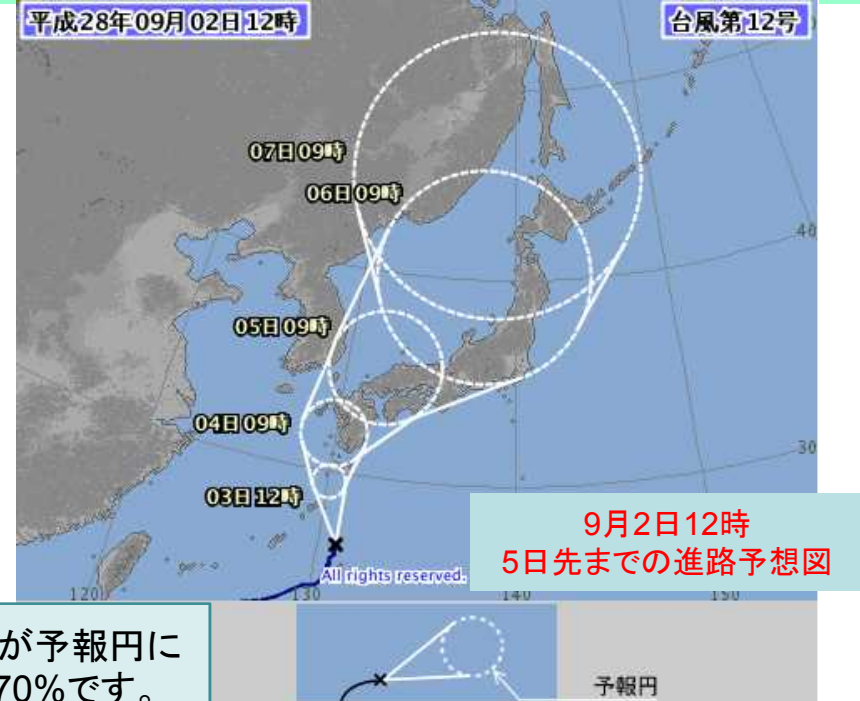 平成28年09月02日12時
台風第12号
07日09時
06日09時
40
05日09時
04日09時
30
03日12時
9月2日12時
5日先までの進路予想図
All rights reserved.
120
130
140
150
が予報円に
70%です。
予報円